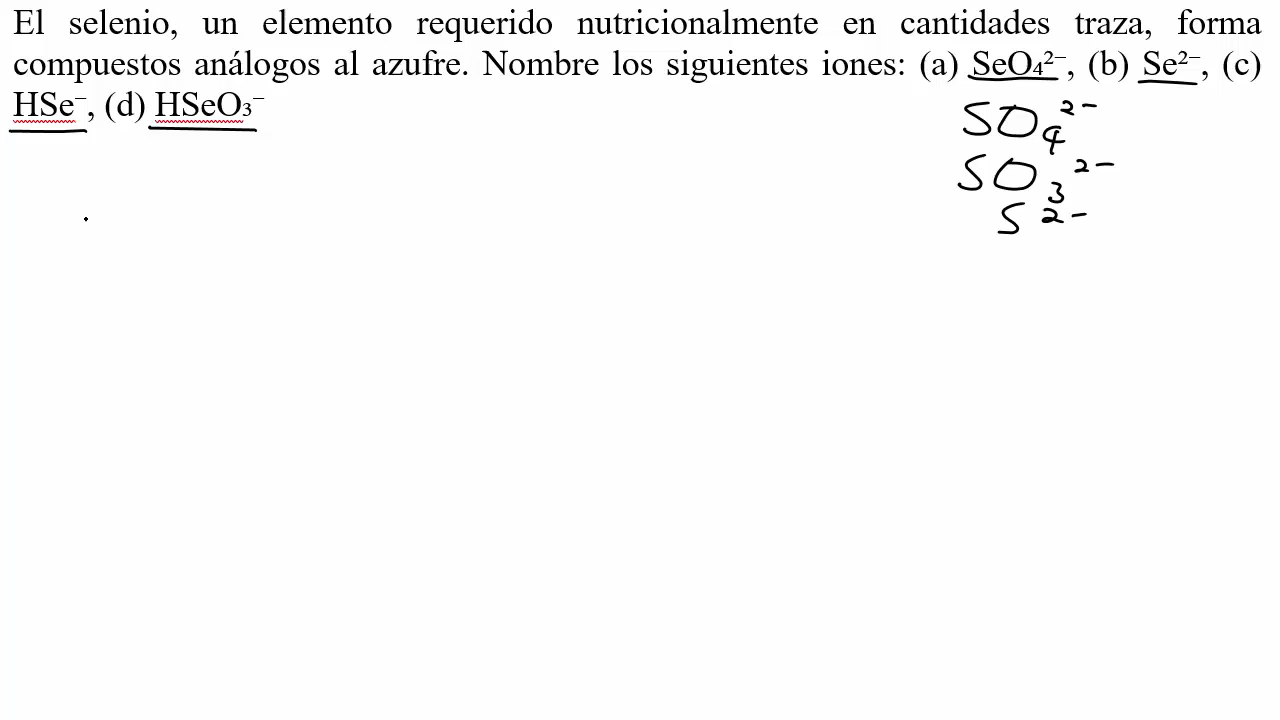 El selenio, un elemento requerido nutricionalmente en cantidades traza, forma
compuestos análogos al azufre. Nombre los siguientes iones: (a) SeO₄²⁻, (b) Se²⁻, (c)
HSe⁻, (d) HSeO₃⁻
SO₄²⁻
SO₃²⁻
S²⁻